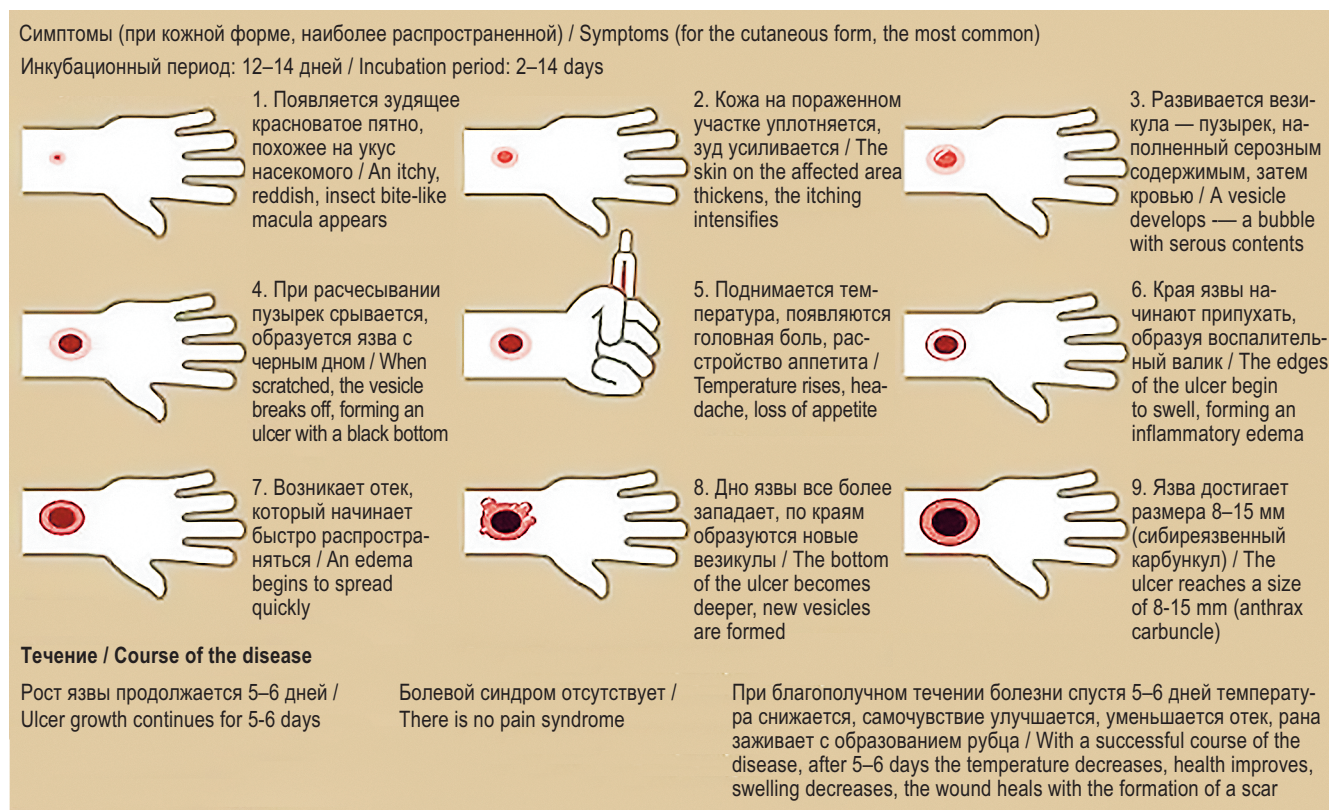 Симптомы (при кожной форме, наиболее распространенной) / Symptoms (for the cutaneous form, the most common)
Инкубационный период: 12–14 дней / Incubation period: 2–14 days
1. Появляется зудящее
красноватое пятно,
похожее на укус
насекомого / An itchy,
reddish, insect bite-like
macula appears
2. Кожа на пораженном
участке уплотняется,
зуд усиливается / The
skin on the affected area
thickens, the itching
intensifies
3. Развивается вези-
кула — пузырек, на-
полненный серозным
содержимым, затем
кровью / A vesicle
develops -— a bubble
with serous contents
4. При расчесывании
пузырек срывается,
образуется язва с
черным дном / When
scratched, the vesicle
breaks off, forming an
ulcer with a black bottom
5. Поднимается тем-
пература, появляются
головная боль, рас-
стройство аппетита /
Temperature rises, hea-
dache, loss of appetite
6. Края язвы на-
чинают припухать,
образуя воспалитель-
ный валик / The edges
of the ulcer begin
to swell, forming an
inflammatory edema
7. Возникает отек,
который начинает
быстро распростра-
няться / An edema
begins to spread
quickly
8. Дно язвы все более
западает, по краям
образуются новые
везикулы / The bottom
of the ulcer becomes
deeper, new vesicles
are formed
9. Язва достигает
размера 8–15 мм
(сибиреязвенный
карбункул) / The
ulcer reaches a size
of 8-15 mm (anthrax
carbuncle)
Течение / Course of the disease
Рост язвы продолжается 5–6 дней /
Ulcer growth continues for 5-6 days
Болевой синдром отсутствует /
There is no pain syndrome
При благополучном течении болезни спустя 5–6 дней температу-
ра снижается, самочувствие улучшается, уменьшается отек, рана
заживает с образованием рубца / With a successful course of the
disease, after 5–6 days the temperature decreases, health improves,
swelling decreases, the wound heals with the formation of a scar